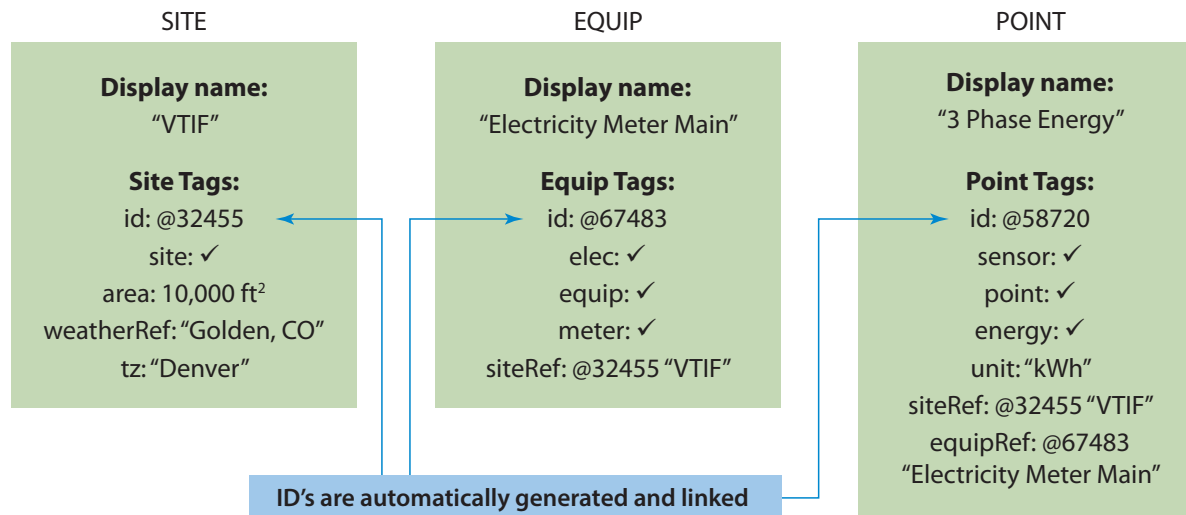 SITE
Display name:
“VTIF”
Site Tags:
id: @32455
site: ✓
area: 10,000 ft²
weatherRef: “Golden, CO”
tz: “Denver”
EQUIP
Display name:
“Electricity Meter Main”
Equip Tags:
id: @67483
elec: ✓
equip: ✓
meter: ✓
siteRef: @32455 “VTIF”
POINT
Display name:
“3 Phase Energy”
Point Tags:
id: @58720
sensor: ✓
point: ✓
energy: ✓
unit: “kWh”
siteRef: @32455 “VTIF”
equipRef: @67483
“Electricity Meter Main”
ID’s are automatically generated and linked